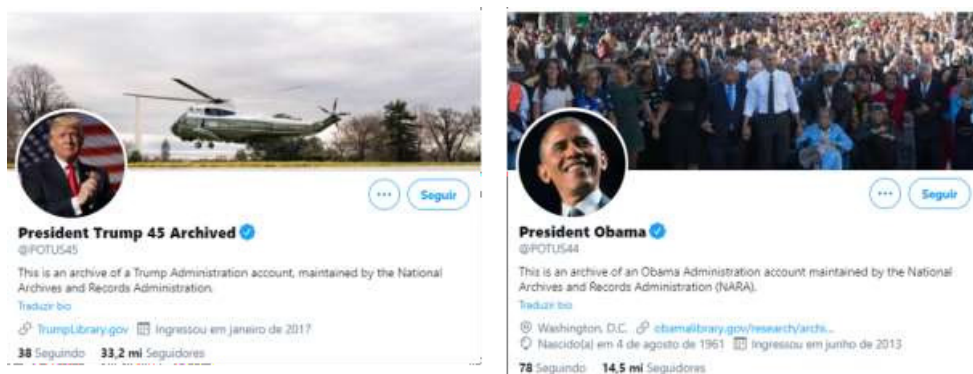 Seguir
President Trump 45 Archived
@POTUS45
This is an archive of a Trump Administration account, maintained by the National
Archives and Records Administration.
Traduzir bio
TrumpLibrary.gov Ingressou em janeiro de 2017
38 Seguindo 33,2 mi Seguidores
Seguir
President Obama
@POTUS44
This is an archive of an Obama Administration account maintained by the National
Archives and Records Administration (NARA).
Traduzir bio
Washington, D.C. obamalibrary.gov/research/archi...
Nascido(a) em 4 de agosto de 1961 Ingressou em junho de 2013
78 Seguindo 14,5 mi Seguidores